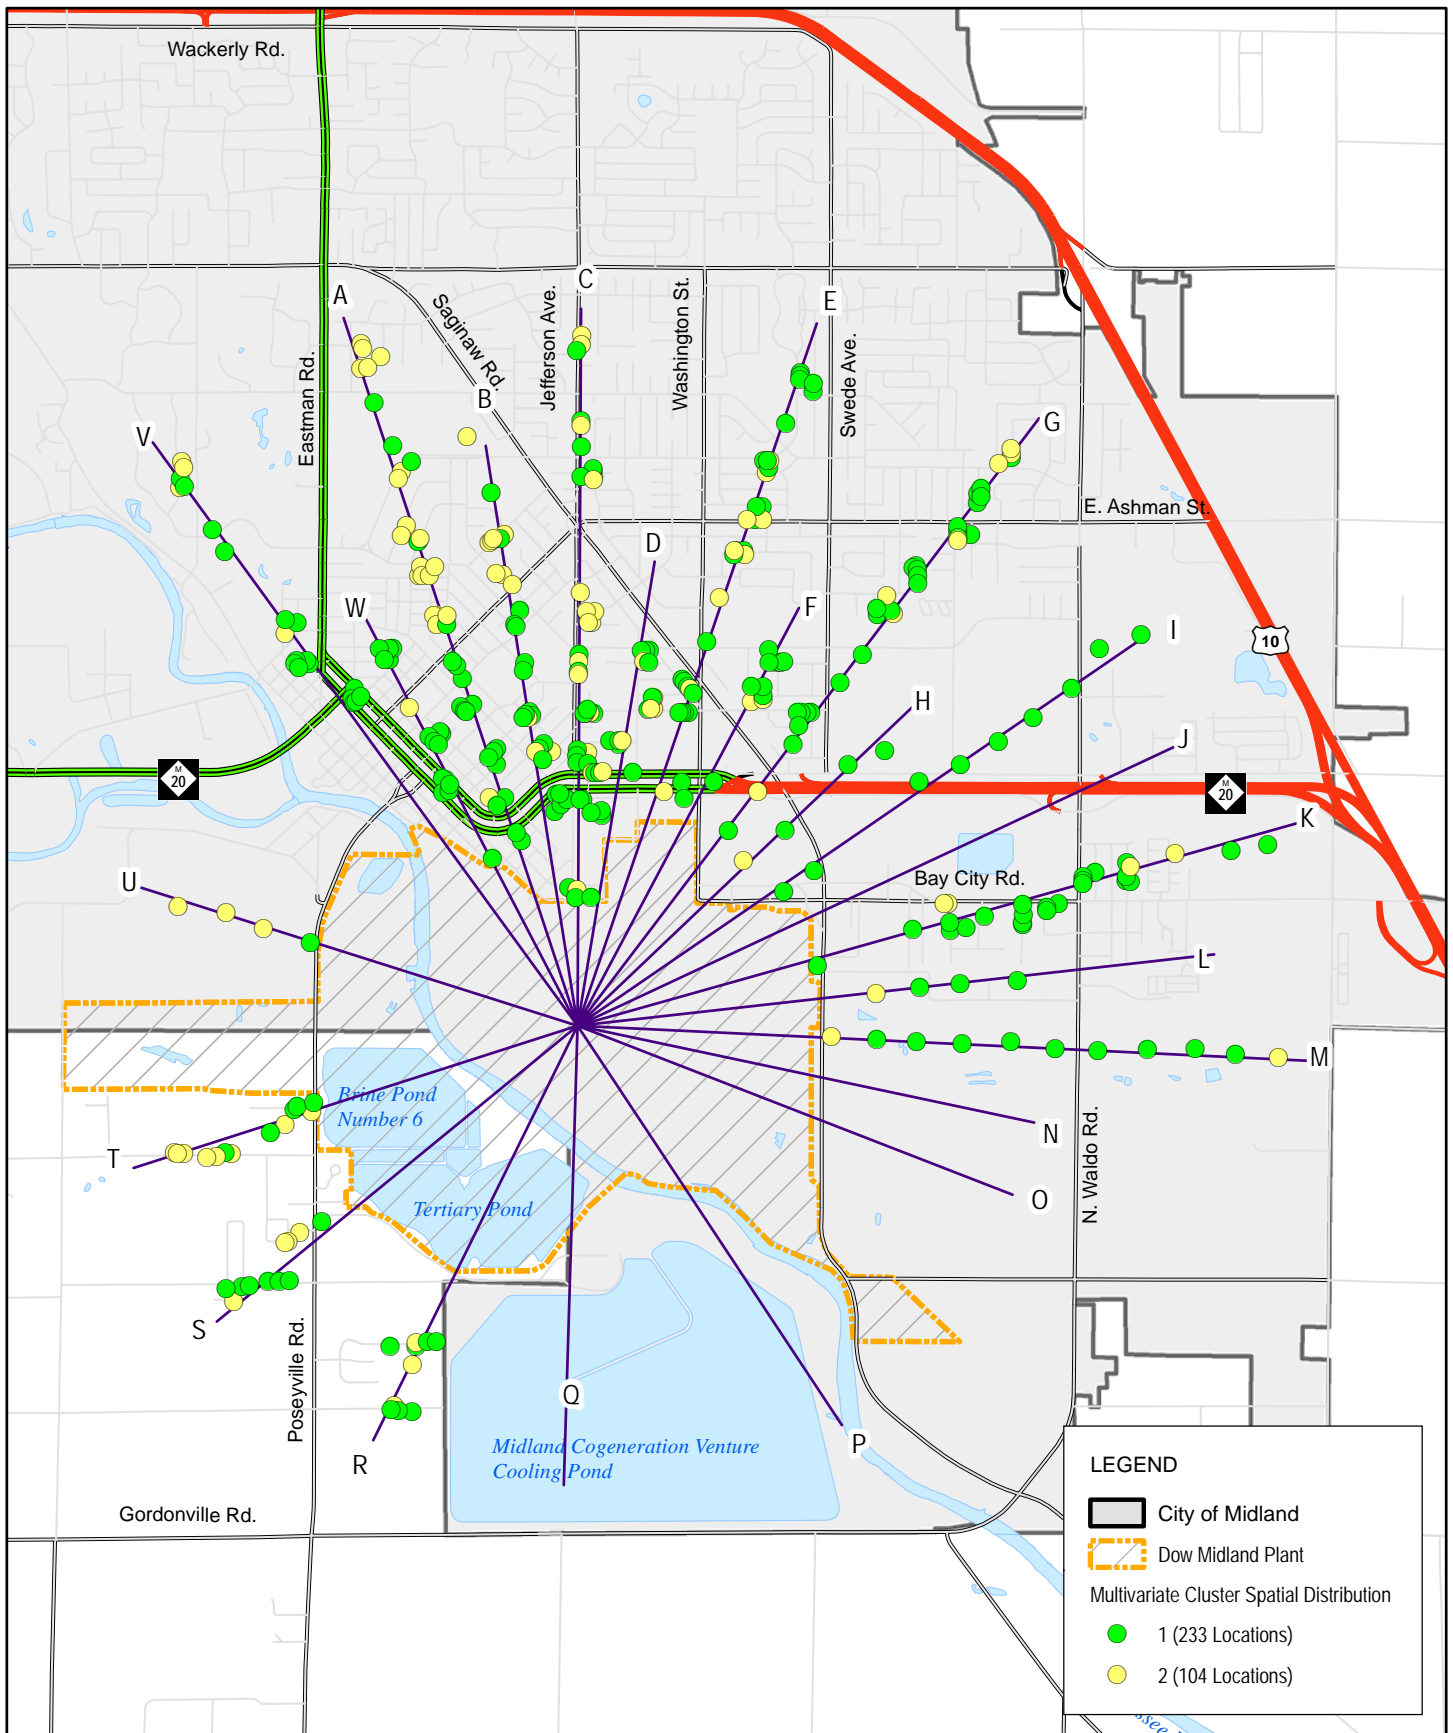 Wackerly Rd.
A
Saginaw Rd.
Jefferson Ave.
C
Washington St.
E
Swede Ave.
Eastman Rd.
B
V
G
E. Ashman St.
D
W
F
I
10
H
J
M
20
M
20
K
U
Bay City Rd.
L
M
Brine Pond
Number 6
N
T
N. Waldo Rd.
O
Tertiary Pond
S
Poseyville Rd.
Q
P
R
Midland Cogeneration Venture
Cooling Pond
Gordonville Rd.
LEGEND
City of Midland
Dow Midland Plant
Multivariate Cluster Spatial Distribution
1 (233 Locations)
2 (104 Locations)